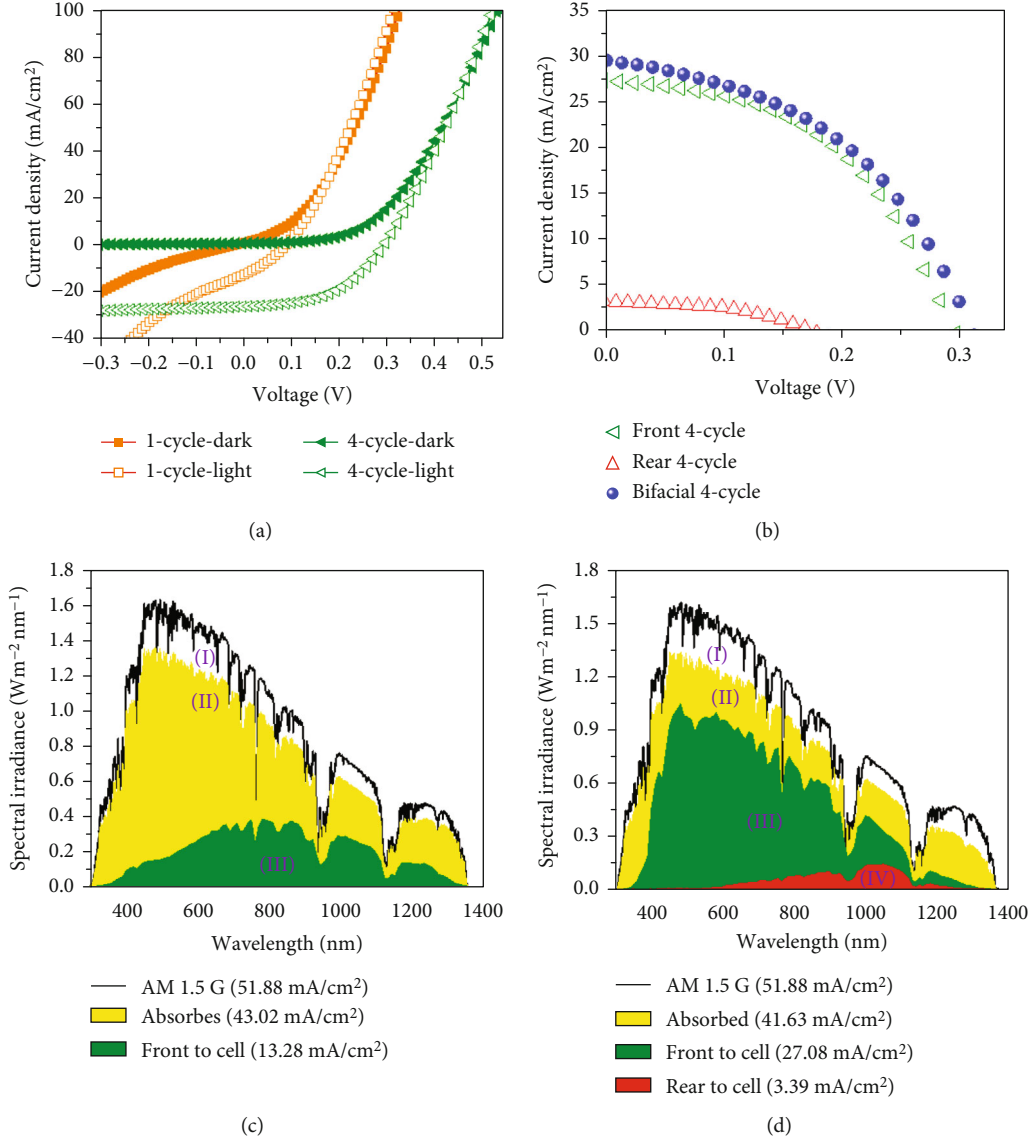 100
80
60
40
20
0
−20
−40
Current density (mA/cm²)
−0.3 −0.2 −0.1 0.0 0.1 0.2 0.3 0.4 0.5
Voltage (V)
1-cycle-dark
4-cycle-dark
1-cycle-light
4-cycle-light
(a)
35
30
25
20
15
10
5
0
Current density (mA/cm²)
0.0 0.1 0.2 0.3
Voltage (V)
Front 4-cycle
Rear 4-cycle
Bifacial 4-cycle
(b)
1.8
1.6
1.4
1.2
1.0
0.8
0.6
0.4
0.2
0.0
Spectral irradiance (Wm⁻² nm⁻¹)
(I)
(II)
(III)
400 600 800 1000 1200 1400
Wavelength (nm)
AM 1.5 G (51.88 mA/cm²)
Absorbes (43.02 mA/cm²)
Front to cell (13.28 mA/cm²)
(c)
1.8
1.5
1.2
0.9
0.6
0.3
0.0
Spectral irradiance (Wm⁻² nm⁻¹)
(I)
(II)
(III)
(IV)
400 600 800 1000 1200 1400
Wavelength (nm)
AM 1.5 G (51.88 mA/cm²)
Absorbed (41.63 mA/cm²)
Front to cell (27.08 mA/cm²)
Rear to cell (3.39 mA/cm²)
(d)